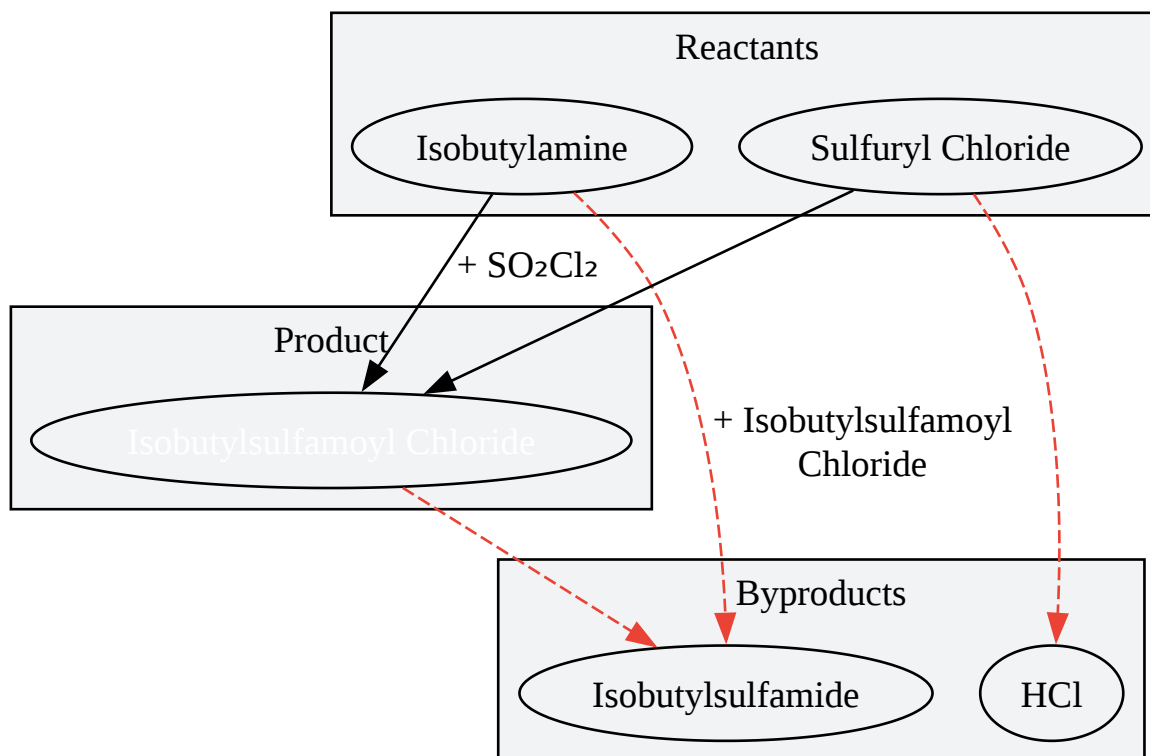 Reactants
Isobutylamine
Sulfuryl Chloride
+ SO₂Cl₂
Product
Isobutylsulfamoyl Chloride
+ Isobutylsulfamoyl
Chloride
Byproducts
Isobutylsulfamide
HCl